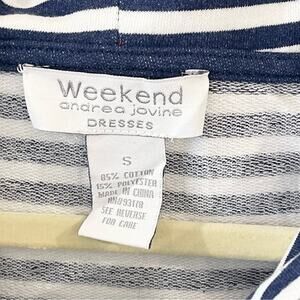 Weekend
andrea jovine
DRESSES
S
85% COTTON
15% POLYESTER
MADE IN CHINA
SEE REVERSE
FOR CARE